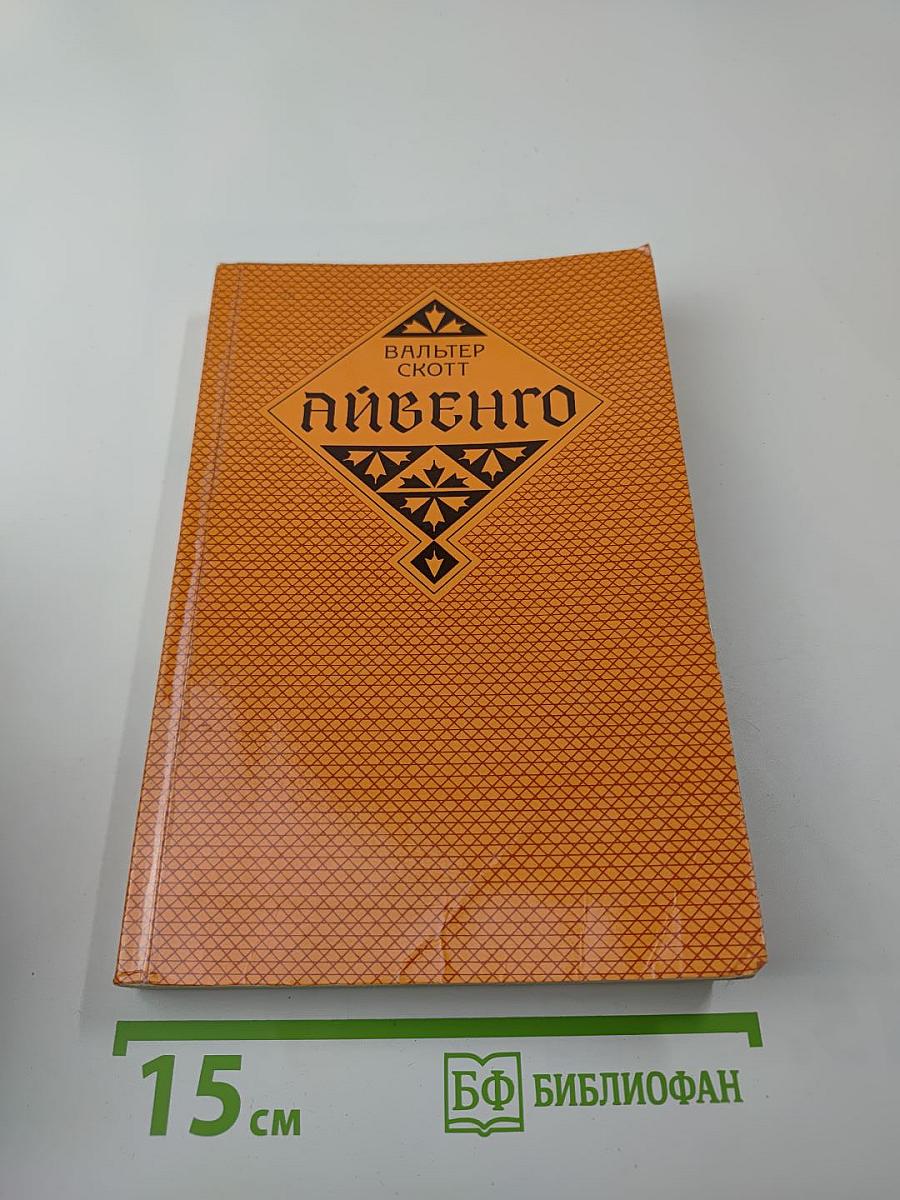 ВАЛЬТЕР
СКОТТ
АЙВЕНГО
15 см
БФ БИБЛИОФАН